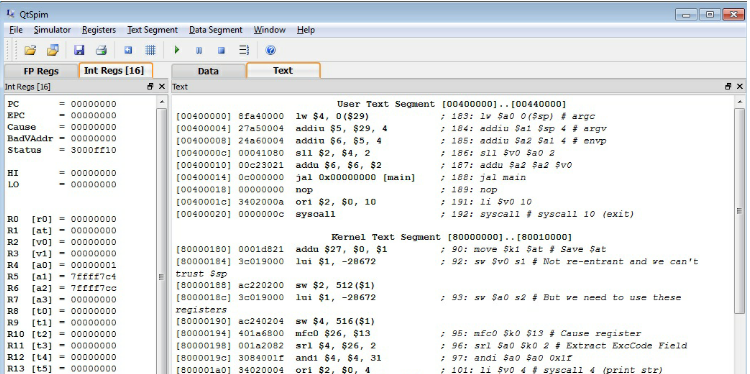 QtSpim
File Simulator Registers Text Segment Data Segment Window Help
FP Regs Int Regs [16] Data Text
Int Regs [16] Text
PC = 00000000
EPC = 00000000
Cause = 00000000
BadVAddr = 00000000
Status = 3000ff10
HI = 00000000
LO = 00000000
R0 [r0] = 00000000
R1 [at] = 00000000
R2 [v0] = 00000000
R3 [v1] = 00000000
R4 [a0] = 00000001
R5 [a1] = 7ffff7c4
R6 [a2] = 7ffff7cc
R7 [a3] = 00000000
R8 [t0] = 00000000
R9 [t1] = 00000000
R10 [t2] = 00000000
R11 [t3] = 00000000
R12 [t4] = 00000000
R13 [t5] = 00000000
User Text Segment [00400000]..[00440000]
[00400000] 8fa40000 lw $4, 0($29) ; 183: lw $a0 0($sp) # argc
[00400004] 27a50004 addiu $5, $29, 4 ; 184: addiu $a1 $sp 4 # argv
[00400008] 24a60004 addiu $6, $5, 4 ; 185: addiu $a2 $a1 4 # envp
[0040000c] 00041080 sll $2, $4, 2 ; 186: sll $v0 $a0 2
[00400010] 00c23021 addu $6, $6, $2 ; 187: addu $a2 $a2 $v0
[00400014] 0c000000 jal 0x00000000 [main] ; 188: jal main
[00400018] 00000000 nop ; 189: nop
[0040001c] 3402000a ori $2, $0, 10 ; 191: li $v0 10
[00400020] 0000000c syscall ; 192: syscall # syscall 10 (exit)
Kernel Text Segment [80000000]..[80010000]
[80000180] 0001d821 addu $27, $0, $1 ; 90: move $k1 $at # Save $at
[80000184] 3c019000 lui $1, -28672 ; 92: sw $v0 s1 # Not re-entrant and we can't
trust $sp
[80000188] ac220200 sw $2, 512($1)
[8000018c] 3c019000 lui $1, -28672 ; 93: sw $a0 s2 # But we need to use these
registers
[80000190] ac240204 sw $4, 516($1)
[80000194] 401a6800 mfc0 $26, $13 ; 95: mfc0 $k0 $13 # Cause register
[80000198] 001a2082 srl $4, $26, 2 ; 96: srl $a0 $k0 2 # Extract ExcCode Field
[8000019c] 3084001f andi $4, $4, 31 ; 97: andi $a0 $a0 0x1f
[800001a0] 34020004 ori $2, $0, 4 ; 101: li $v0 4 # syscall 4 (print_str)